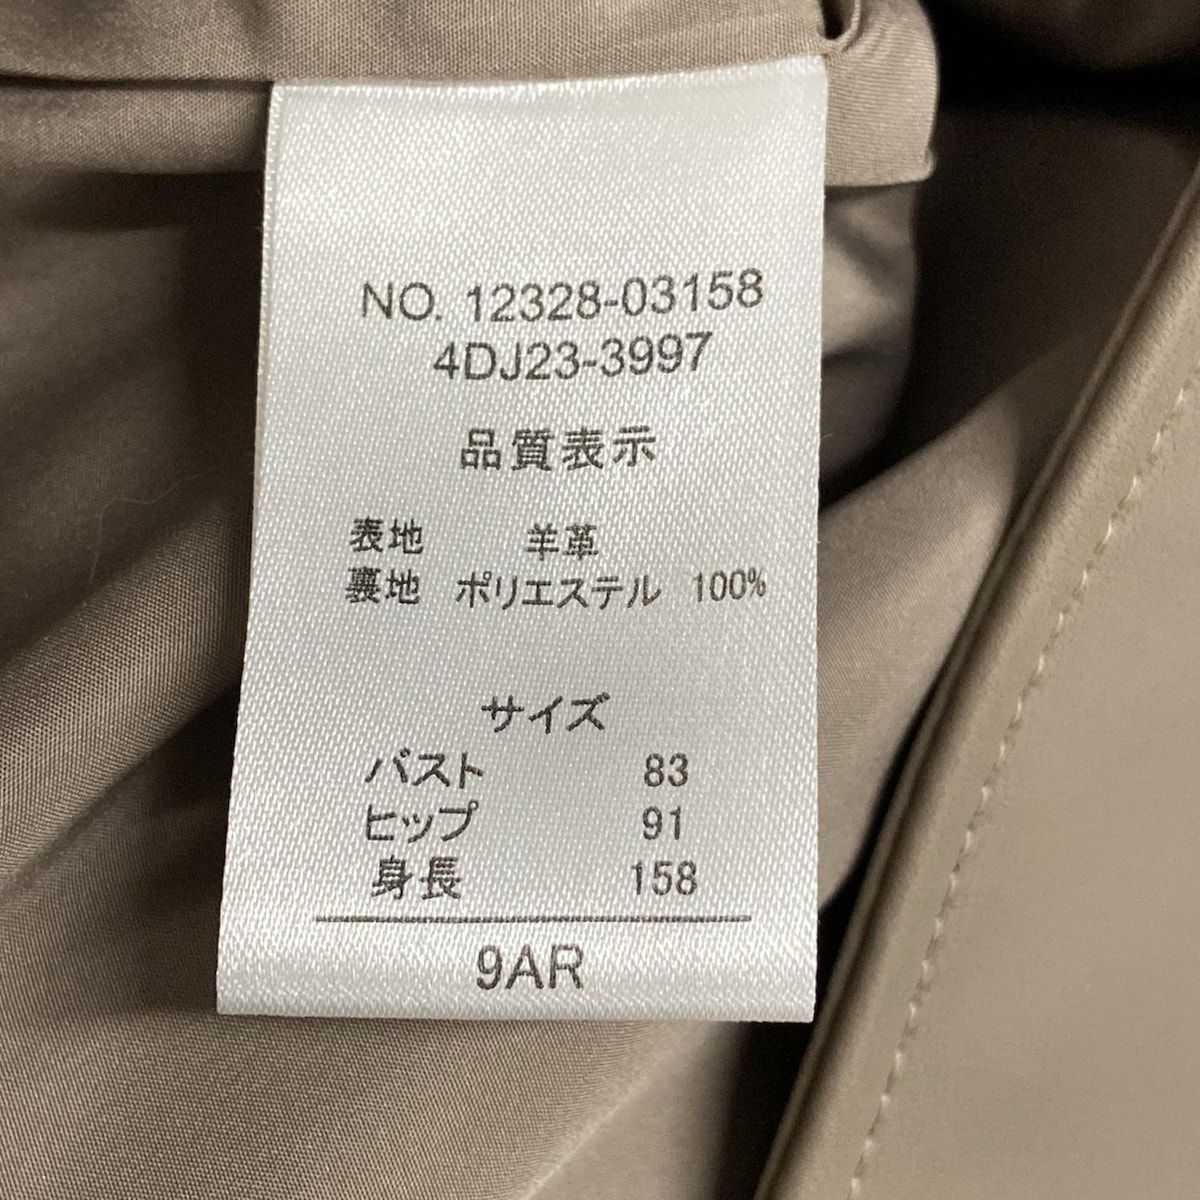 NO. 12328-03158
4DJ23-3997
品質表示
表地 羊革
裏地 ポリエステル 100%
サイズ
バスト 83
ヒップ 91
身長 158
9AR